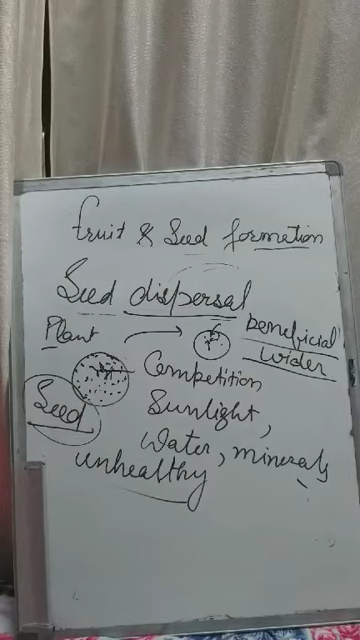 Fruit & Seed formation
Seed dispersal
Plant
beneficial
wider
Competition
Seed
Sunlight,
Water, minerals
unhealthy